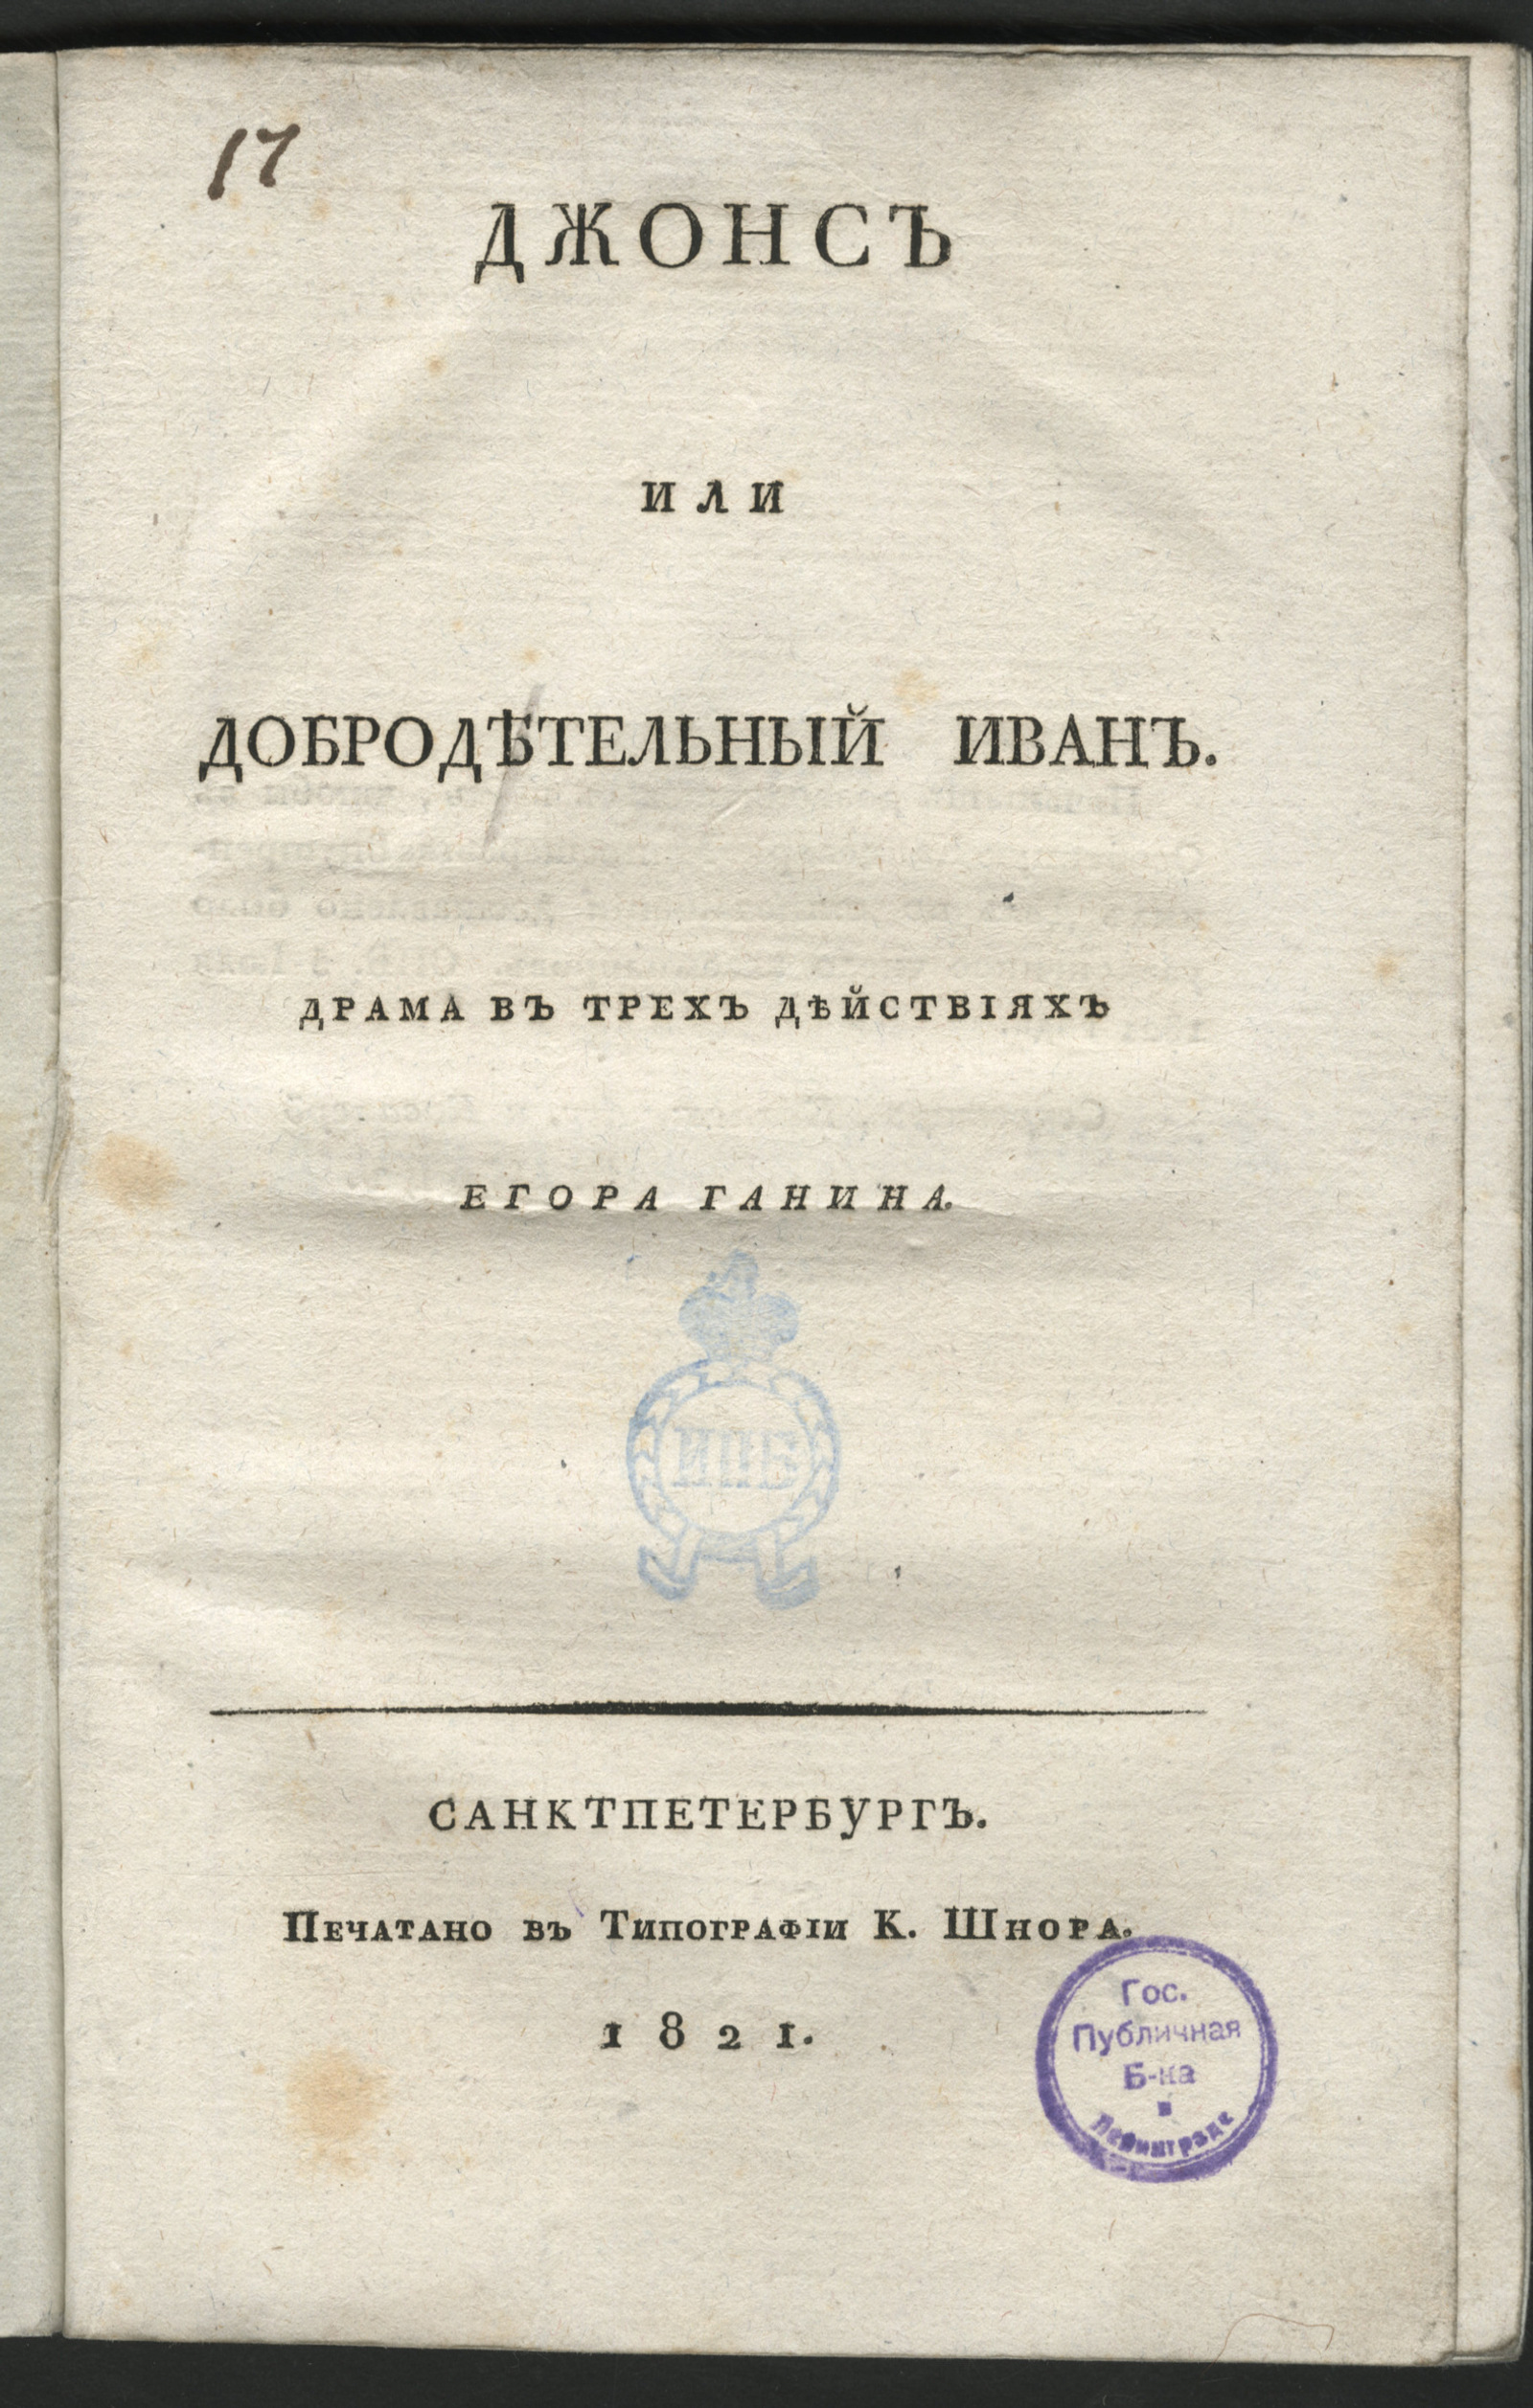 17
ДЖОНСЪ
ИЛИ
ДОБРОДѢТЕЛЬНЫЙ ИВАНЪ.
ДРАМА ВЪ ТРЕХЪ ДѢЙСТВІЯХЪ
ЕГОРА ГАНИНА.
ИПБ
САНКТПЕТЕРБУРГЪ.
Печатано въ Типографіи К. Шнора.
1821.
Гос.
Публичная
Б-ка
в
Ленинграде